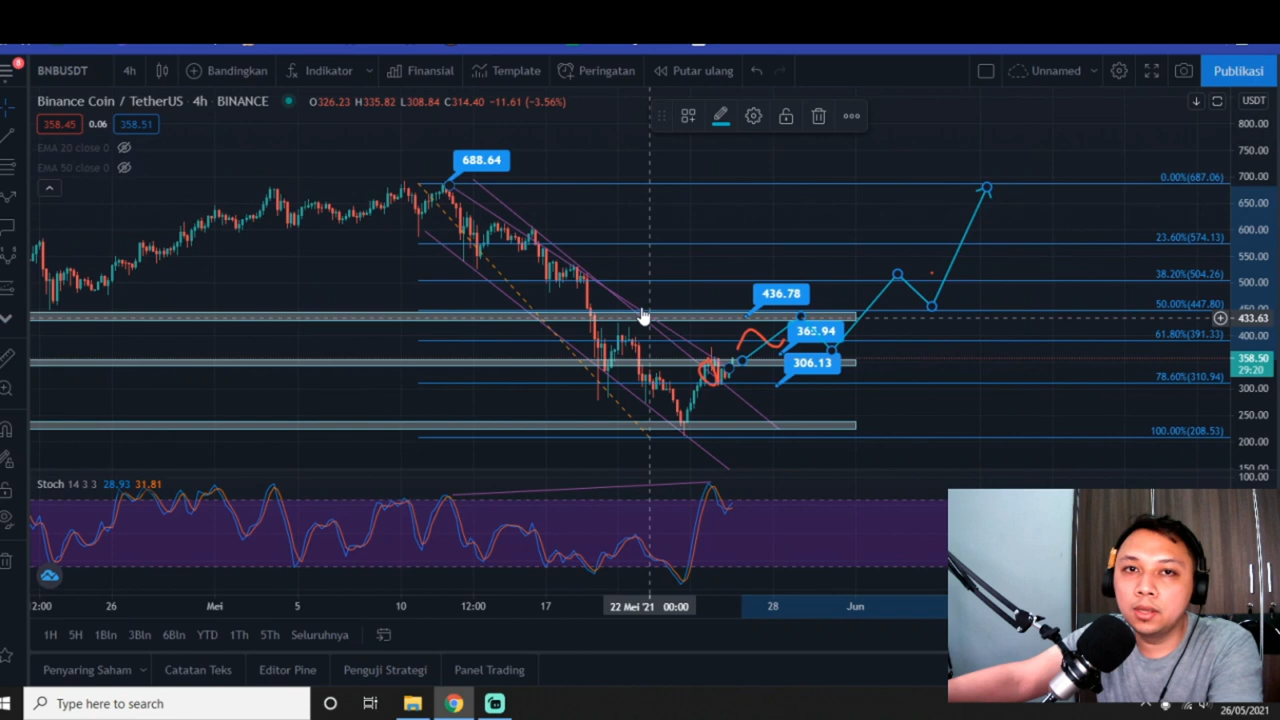 8
BNBUSDT
4h
Bandingkan
Indikator
Finansial
Template
Peringatan
Putar ulang
Unnamed
Publikasi
Binance Coin / TetherUS · 4h · BINANCE
O326.23 H335.82 L308.84 C314.40 −11.61 (−3.56%)
USDT
358.45 0.06 358.51
EMA 20 close 0
EMA 50 close 0
688.64
436.78
306.13
0.00%(687.06)
23.60%(574.13)
38.20%(504.26)
50.00%(447.80)
61.80%(391.33)
78.60%(310.94)
100.00%(208.53)
800.00
750.00
700.00
650.00
600.00
550.00
500.00
433.63
400.00
358.50
29:20
300.00
250.00
200.00
150.00
100.00
Stoch 14 3 3 28.93 31.81
2:00 26 Mei 5 10 12:00 17 22 Mei '21 00:00 28 Jun
1H 5H 1Bln 3Bln 6Bln YTD 1Th 5Th Seluruhnya
Penyaring Saham
Catatan Teks
Editor Pine
Penguji Strategi
Panel Trading
Type here to search
26/05/2021